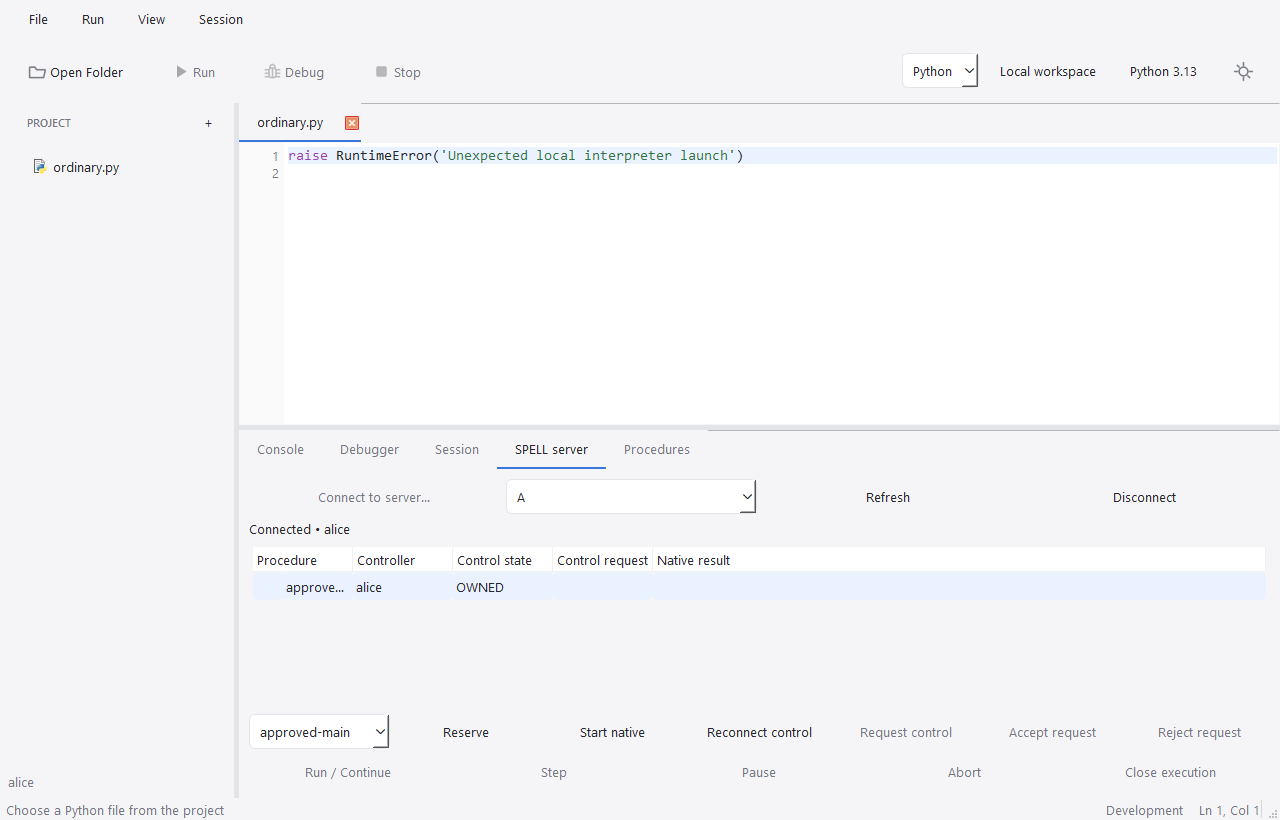 File Run View Session
Open Folder Run Debug Stop Python Local workspace Python 3.13
PROJECT +
ordinary.py
ordinary.py
1 raise RuntimeError('Unexpected local interpreter launch')
2
Console Debugger Session SPELL server Procedures
Connect to server... A Refresh Disconnect
Connected • alice
Procedure Controller Control state Control request Native result
approve... alice OWNED
approved-main Reserve Start native Reconnect control Request control Accept request Reject request
Run / Continue Step Pause Abort Close execution
alice
Choose a Python file from the project Development Ln 1, Col 1